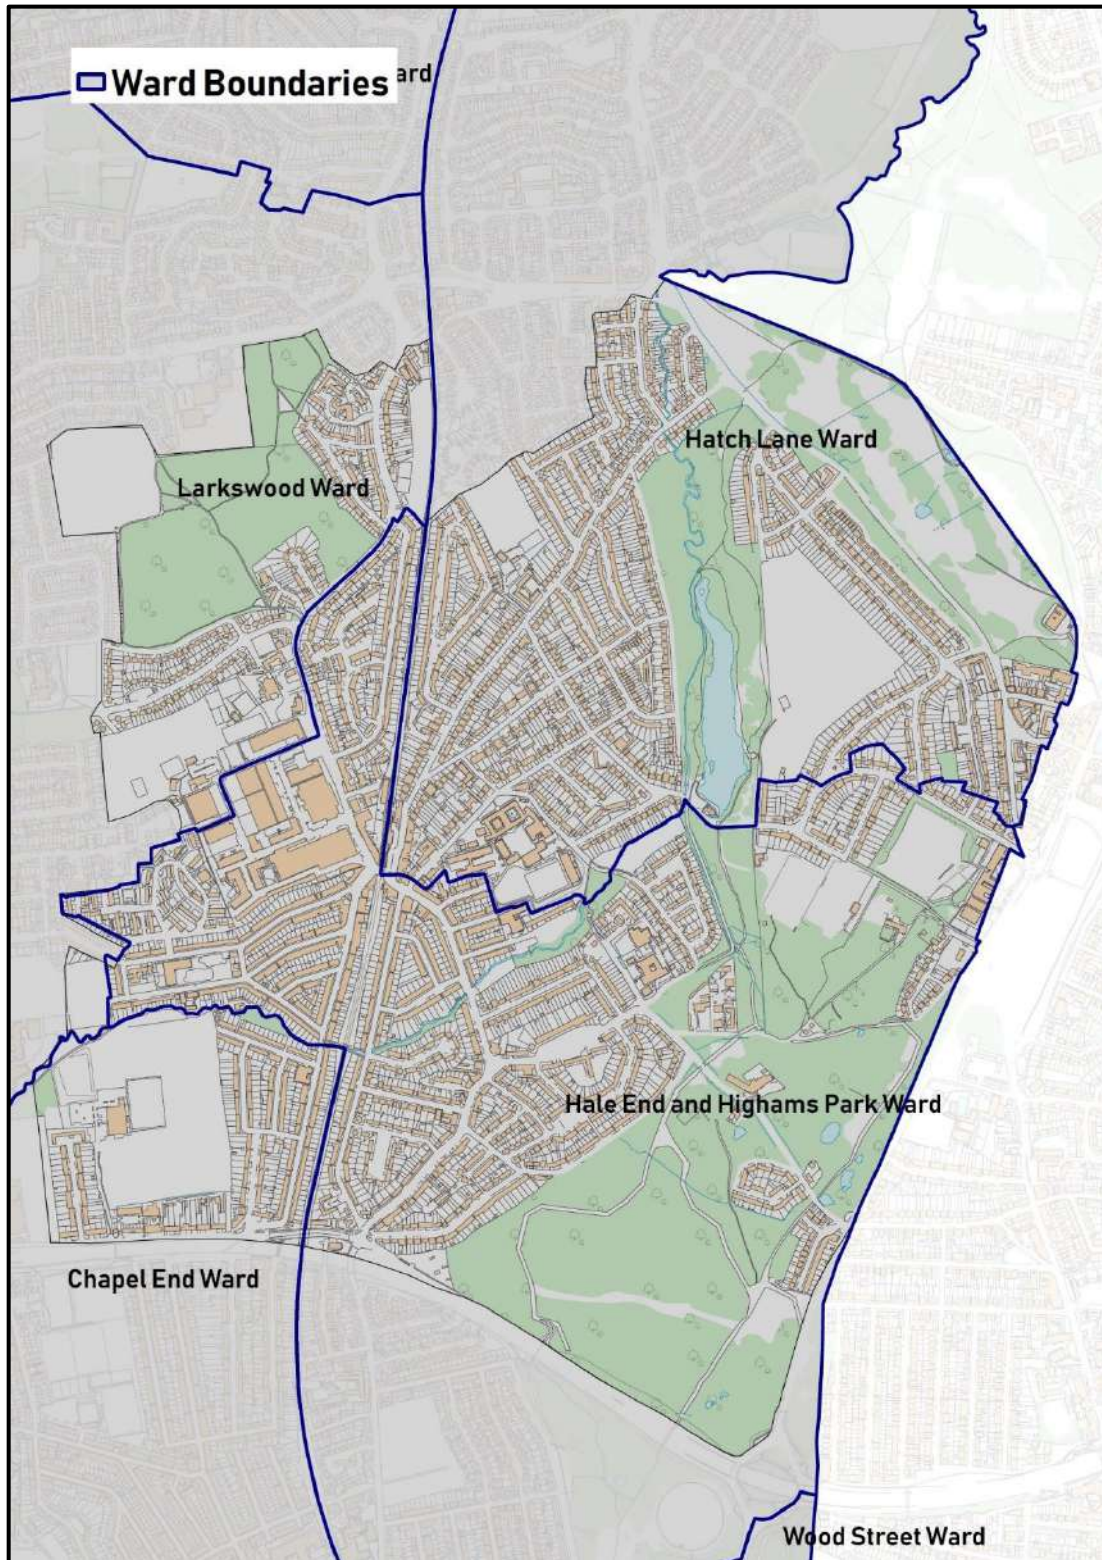 Ward Boundaries
ard
Hatch Lane Ward
Larkswood Ward
Hale End and Highams Park Ward
Chapel End Ward
Wood Street Ward